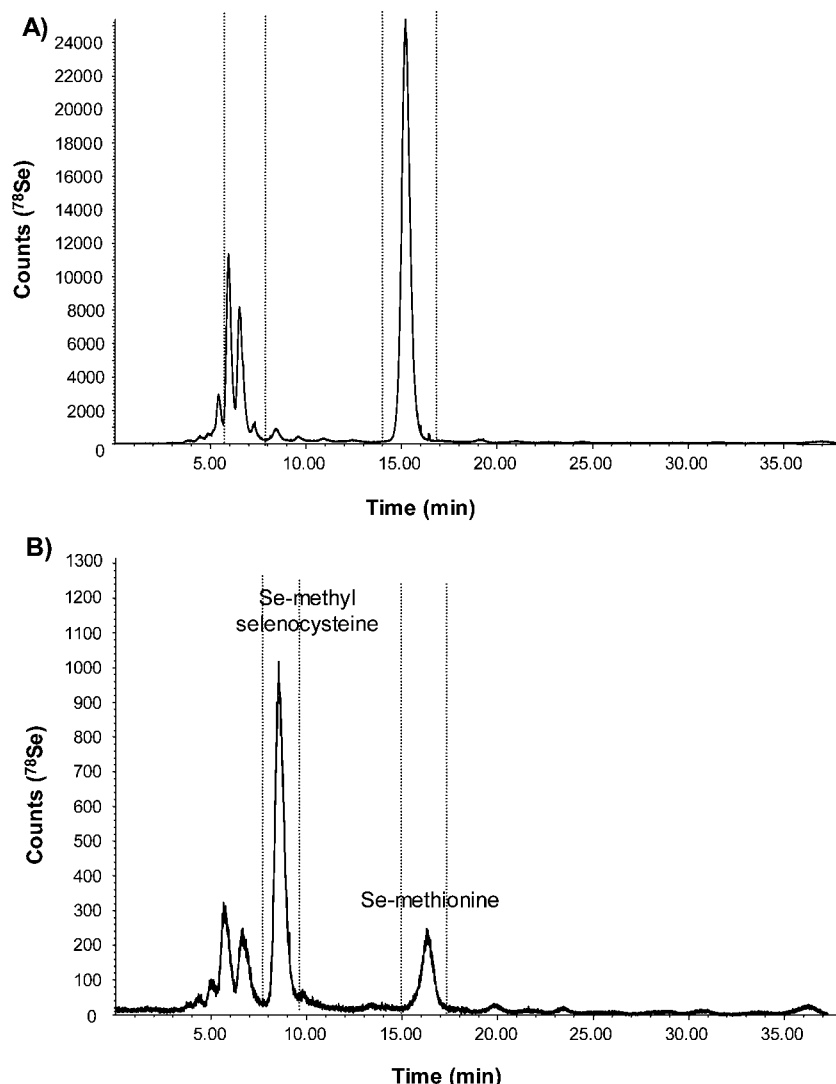 A)
24000
22000
20000
18000
16000
14000
12000
10000
8000
6000
4000
2000
0
Counts (⁷⁸Se)
5.00 10.00 15.00 20.00 25.00 30.00 35.00
Time (min)
B)
1300
1200
1100
1000
900
800
700
600
500
400
300
200
100
0
Counts (⁷⁸Se)
Se-methyl
selenocysteine
Se-methionine
5.00 10.00 15.00 20.00 25.00 30.00 35.00
Time (min)